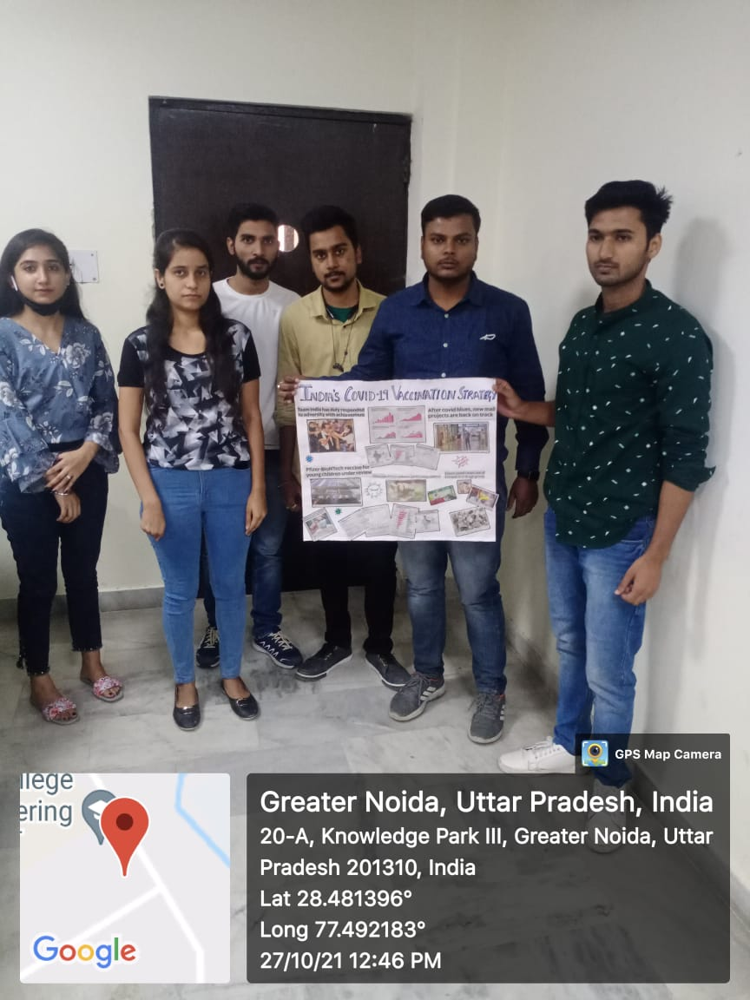 INDIA'S COVID-19 VACCINATION STRATEGY
Team India has duly responded
to adversity with achievement
After covid blues, new mall
projects are back on track
Pfizer-BioNTech vaccine for
young children under review
GPS Map Camera
llege
ering
Google
Greater Noida, Uttar Pradesh, India
20-A, Knowledge Park III, Greater Noida, Uttar
Pradesh 201310, India
Lat 28.481396°
Long 77.492183°
27/10/21 12:46 PM